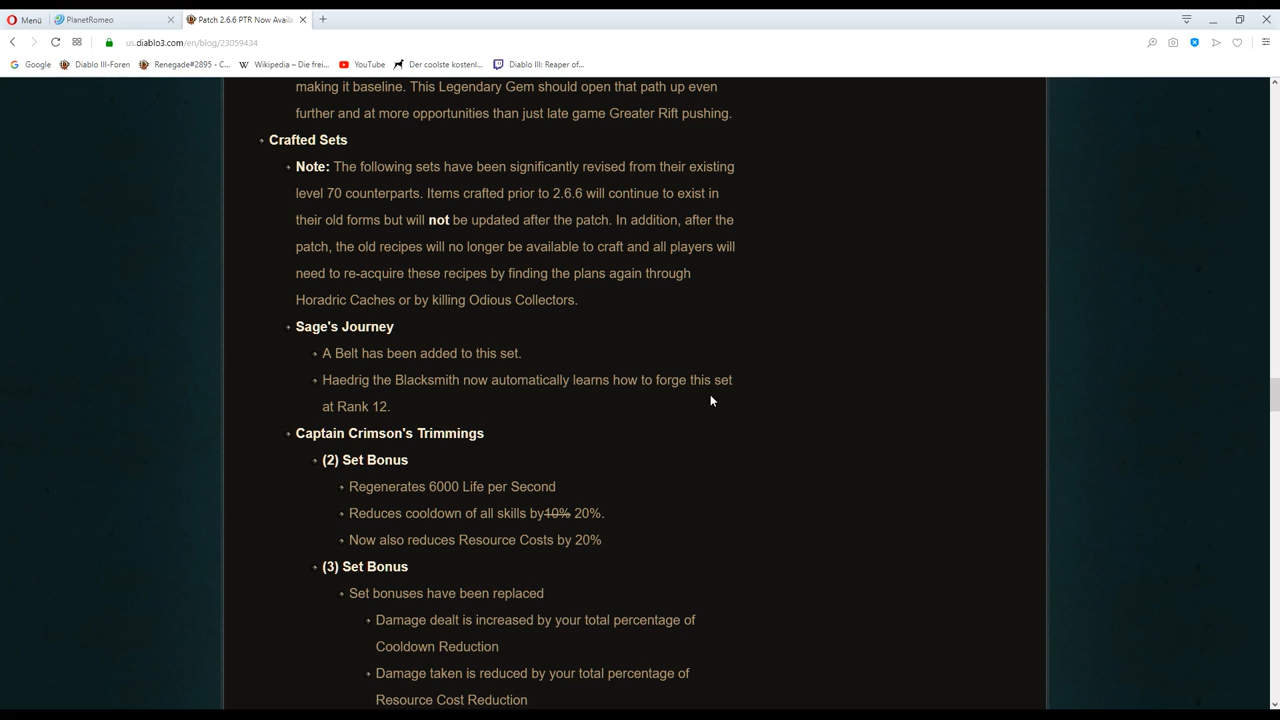 Menü
PlanetRomeo
Patch 2.6.6 PTR Now Availa
us.diablo3.com/en/blog/23059434
Google
Diablo III-Foren
Renegade#2895 - C...
Wikipedia – Die frei...
YouTube
Der coolste kostenl...
Diablo III: Reaper of...
making it baseline. This Legendary Gem should open that path up even
further and at more opportunities than just late game Greater Rift pushing.
Crafted Sets
Note: The following sets have been significantly revised from their existing
level 70 counterparts. Items crafted prior to 2.6.6 will continue to exist in
their old forms but will not be updated after the patch. In addition, after the
patch, the old recipes will no longer be available to craft and all players will
need to re-acquire these recipes by finding the plans again through
Horadric Caches or by killing Odious Collectors.
Sage's Journey
A Belt has been added to this set.
Haedrig the Blacksmith now automatically learns how to forge this set
at Rank 12.
Captain Crimson's Trimmings
(2) Set Bonus
Regenerates 6000 Life per Second
Reduces cooldown of all skills by10% 20%.
Now also reduces Resource Costs by 20%
(3) Set Bonus
Set bonuses have been replaced
Damage dealt is increased by your total percentage of
Cooldown Reduction
Damage taken is reduced by your total percentage of
Resource Cost Reduction